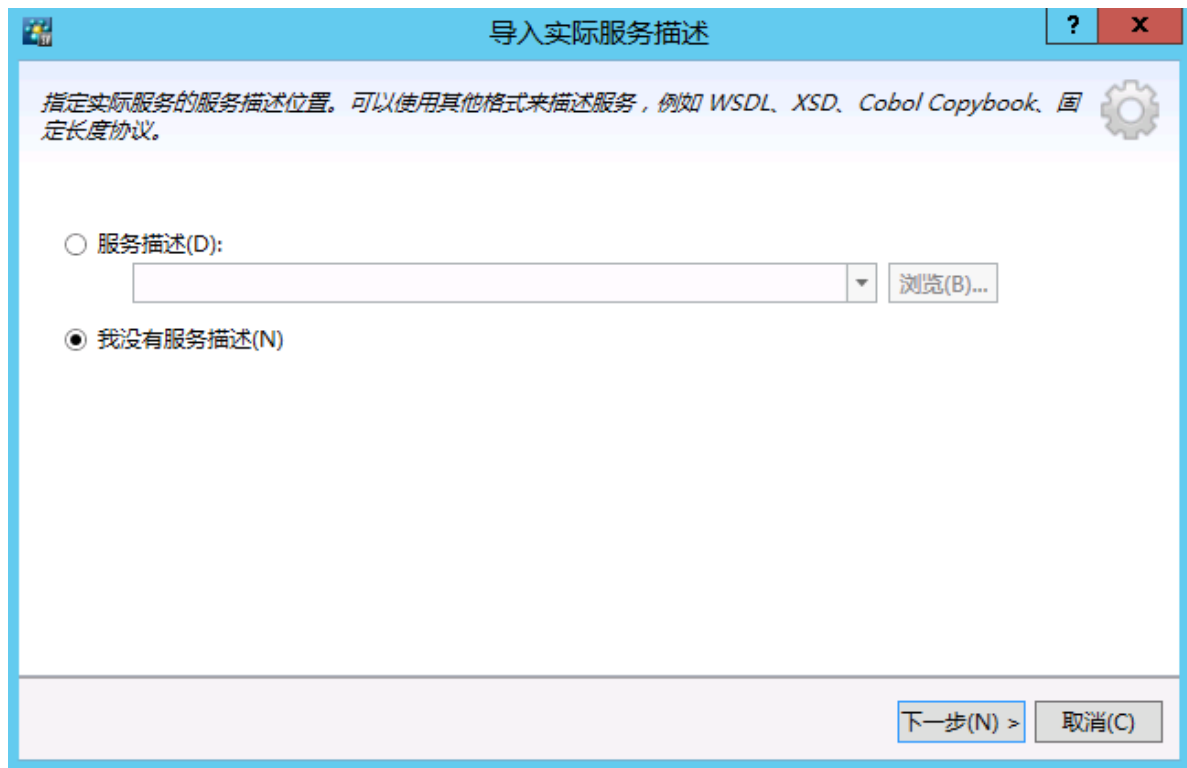 导入实际服务描述
?
x
指定实际服务的服务描述位置。可以使用其他格式来描述服务，例如 WSDL、XSD、Cobol Copybook、固
定长度协议。
服务描述(D):
浏览(B)...
我没有服务描述(N)
下一步(N) >
取消(C)